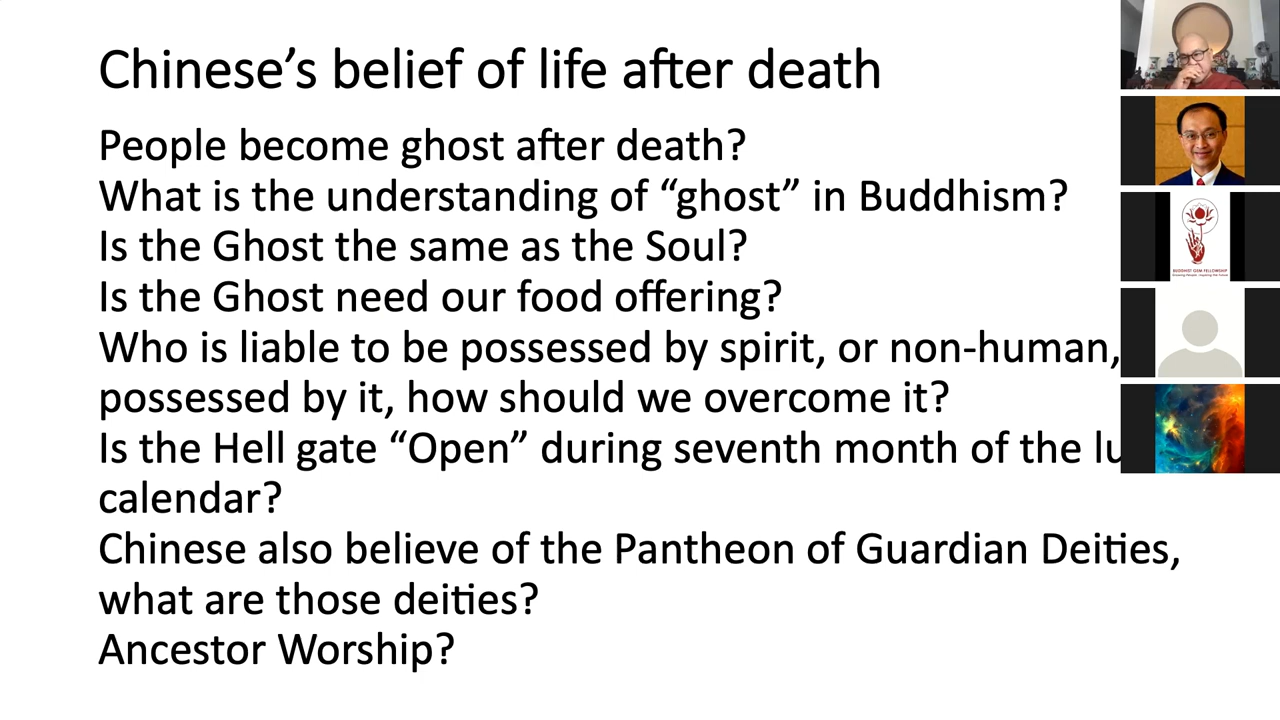 Chinese’s belief of life after death
People become ghost after death?
What is the understanding of “ghost” in Buddhism?
Is the Ghost the same as the Soul?
Is the Ghost need our food offering?
Who is liable to be possessed by spirit, or non-human,
possessed by it, how should we overcome it?
Is the Hell gate “Open” during seventh month of the lu
calendar?
Chinese also believe of the Pantheon of Guardian Deities,
what are those deities?
Ancestor Worship?
BUDDHIST GEM FELLOWSHIP